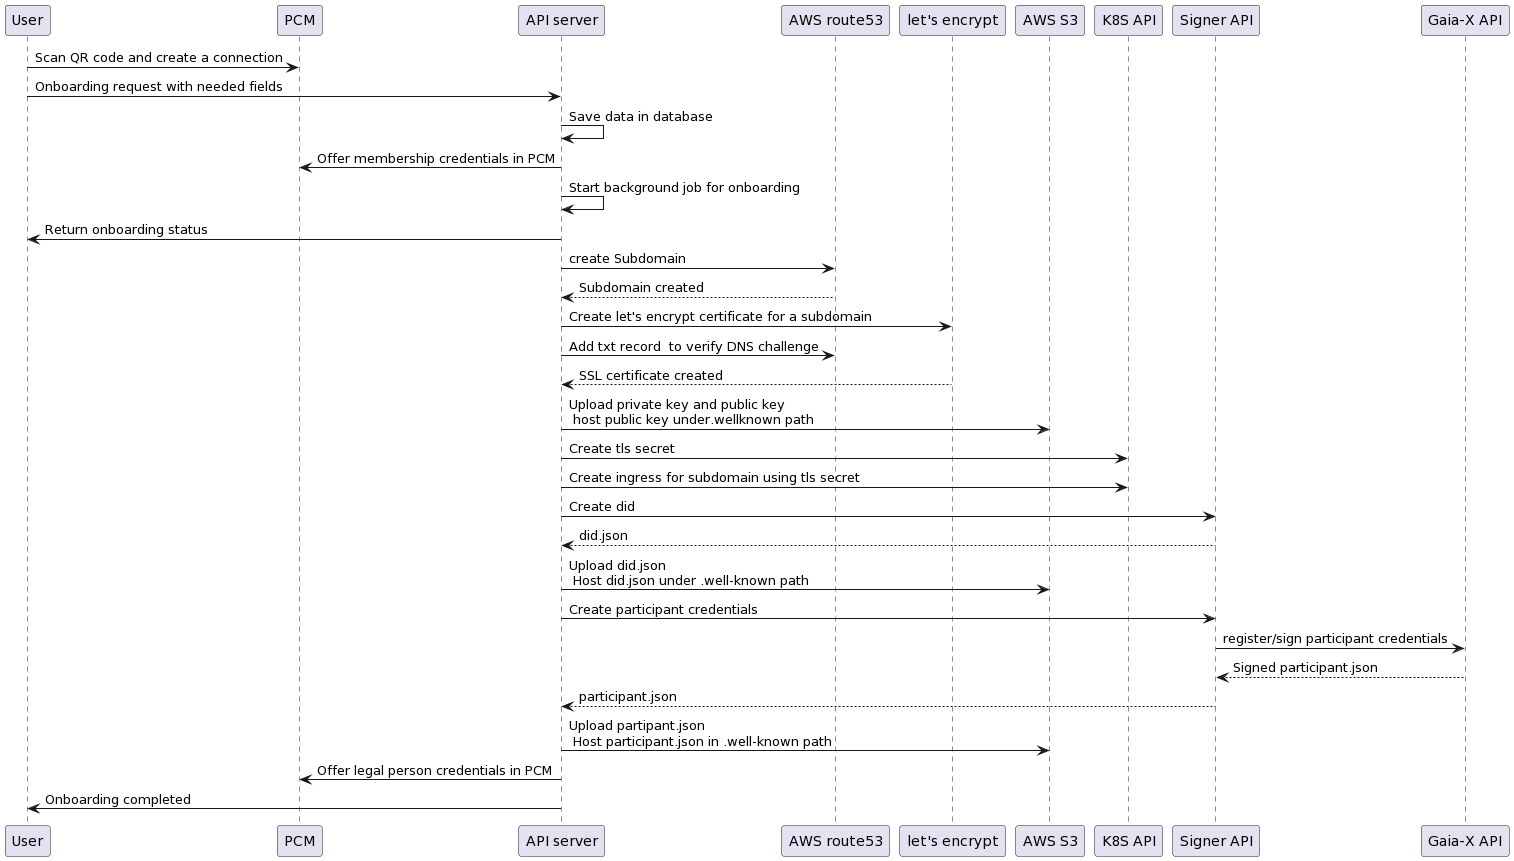 User PCM API server AWS route53 let's encrypt AWS S3 K8S API Signer API Gaia-X API
Scan QR code and create a connection
Onboarding request with needed fields
Save data in database
Offer membership credentials in PCM
Start background job for onboarding
Return onboarding status
create Subdomain
Subdomain created
Create let's encrypt certificate for a subdomain
Add txt record  to verify DNS challenge
SSL certificate created
Upload private key and public key
host public key under.wellknown path
Create tls secret
Create ingress for subdomain using tls secret
Create did
did.json
Upload did.json
Host did.json under .well-known path
Create participant credentials
register/sign participant credentials
Signed participant.json
participant.json
Upload partipant.json
Host participant.json in .well-known path
Offer legal person credentials in PCM
Onboarding completed
User PCM API server AWS route53 let's encrypt AWS S3 K8S API Signer API Gaia-X API